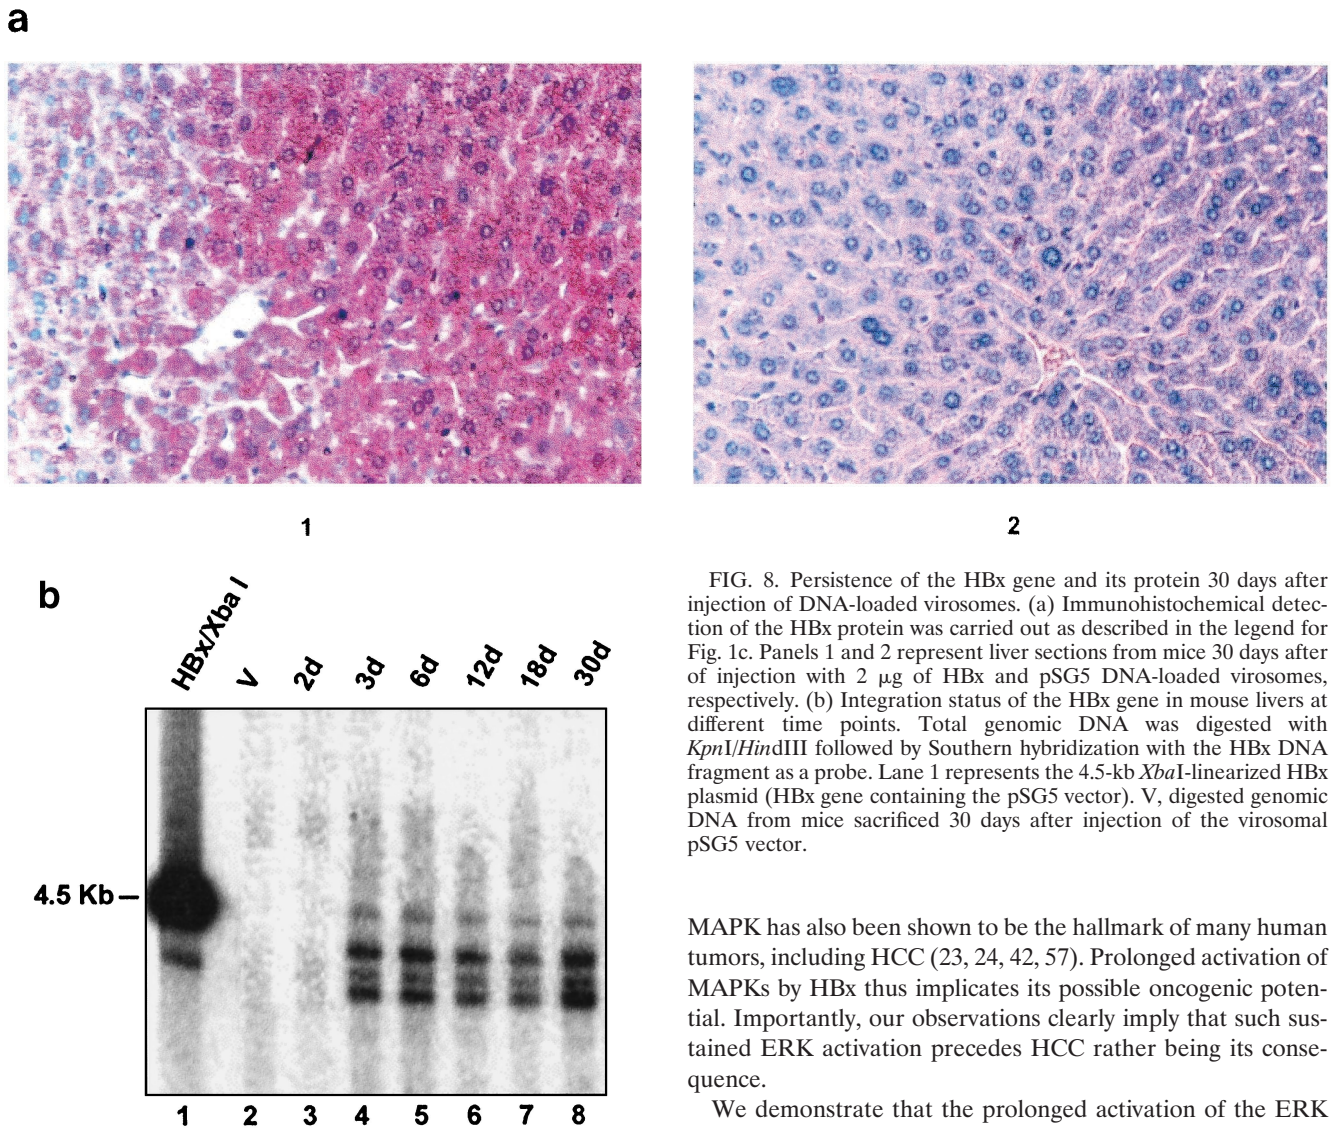 a
1
2
b
HBx/Xba I
V
2d
3d
6d
12d
18d
30d
4.5 Kb
1 2 3 4 5 6 7 8
FIG. 8. Persistence of the HBx gene and its protein 30 days after
injection of DNA-loaded virosomes. (a) Immunohistochemical detec-
tion of the HBx protein was carried out as described in the legend for
Fig. 1c. Panels 1 and 2 represent liver sections from mice 30 days after
of injection with 2 μg of HBx and pSG5 DNA-loaded virosomes,
respectively. (b) Integration status of the HBx gene in mouse livers at
different time points. Total genomic DNA was digested with
KpnI/HindIII followed by Southern hybridization with the HBx DNA
fragment as a probe. Lane 1 represents the 4.5-kb XbaI-linearized HBx
plasmid (HBx gene containing the pSG5 vector). V, digested genomic
DNA from mice sacrificed 30 days after injection of the virosomal
pSG5 vector.
MAPK has also been shown to be the hallmark of many human
tumors, including HCC (23, 24, 42, 57). Prolonged activation of
MAPKs by HBx thus implicates its possible oncogenic poten-
tial. Importantly, our observations clearly imply that such sus-
tained ERK activation precedes HCC rather being its conse-
quence.
We demonstrate that the prolonged activation of the ERK